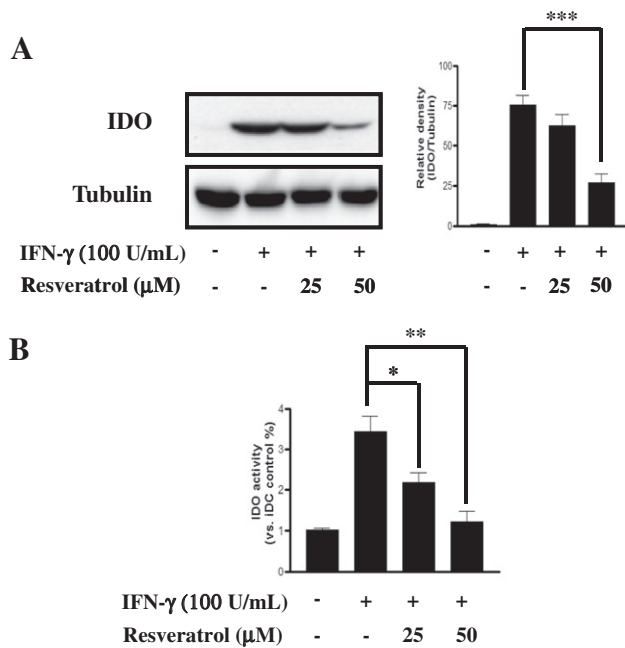 A
IDO
Tubulin
IFN-γ (100 U/mL) - + + +
Resveratrol (μM) - - 25 50
***
Relative density
(IDO/Tubulin)
100
75
50
25
0
- + + +
- - 25 50
B
**
*
IDO activity
(vs. iDC control %)
4
3
2
1
0
IFN-γ (100 U/mL) - + + +
Resveratrol (μM) - - 25 50